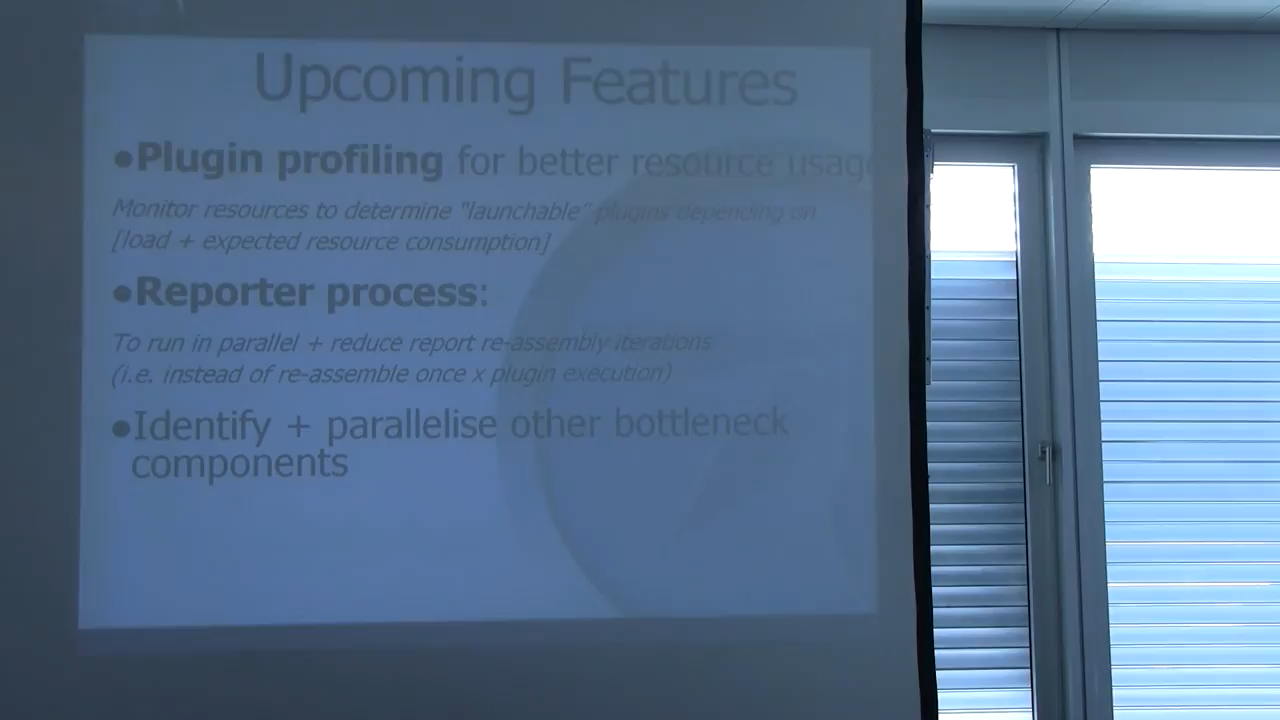 Upcoming Features
•Plugin profiling for better resource usage
Monitor resources to determine "launchable" plugins depending on
[load + expected resource consumption]
•Reporter process:
To run in parallel + reduce report re-assembly iterations
(i.e. instead of re-assemble once x plugin execution)
•Identify + parallelise other bottleneck
components